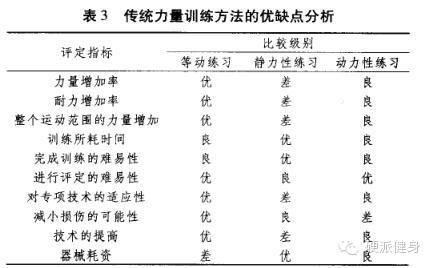 表 3 传统力量训练方法的优缺点分析
评定指标 比较级别
等动练习 静力性练习 动力性练习
力量增加率 优 差 良
耐力增加率 优 差 良
整个运动范围的力量增加 优 差 良
训练所耗时间 良 优 良
完成训练的难易性 良 优 良
进行评定的难易性 优 良 优
对专项技术的适应性 优 差 良
减小损伤的可能性 优 良 差
技术的提高 优 差 良
器械耗资 差 优 良
硬派健身